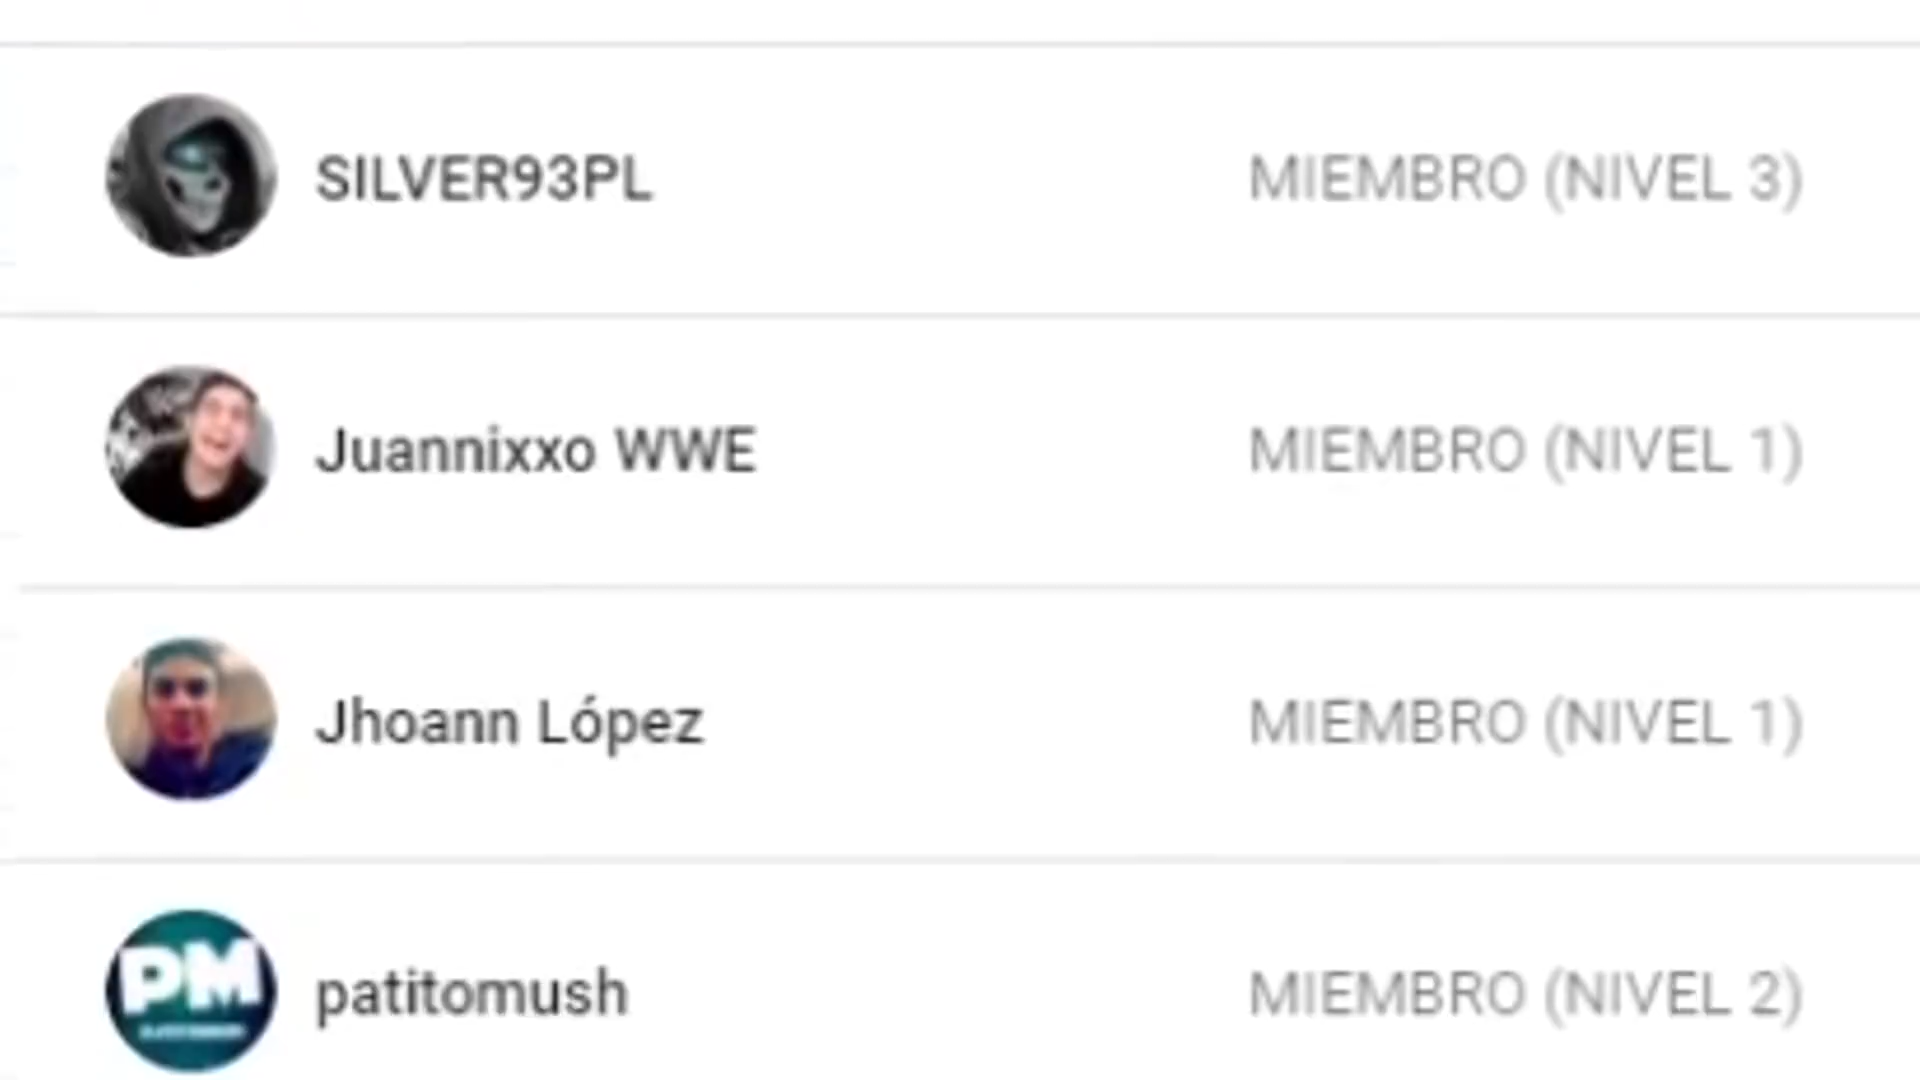 SILVER93PL MIEMBRO (NIVEL 3)
Juannixxo WWE MIEMBRO (NIVEL 1)
Jhoann López MIEMBRO (NIVEL 1)
PM
patitomush MIEMBRO (NIVEL 2)